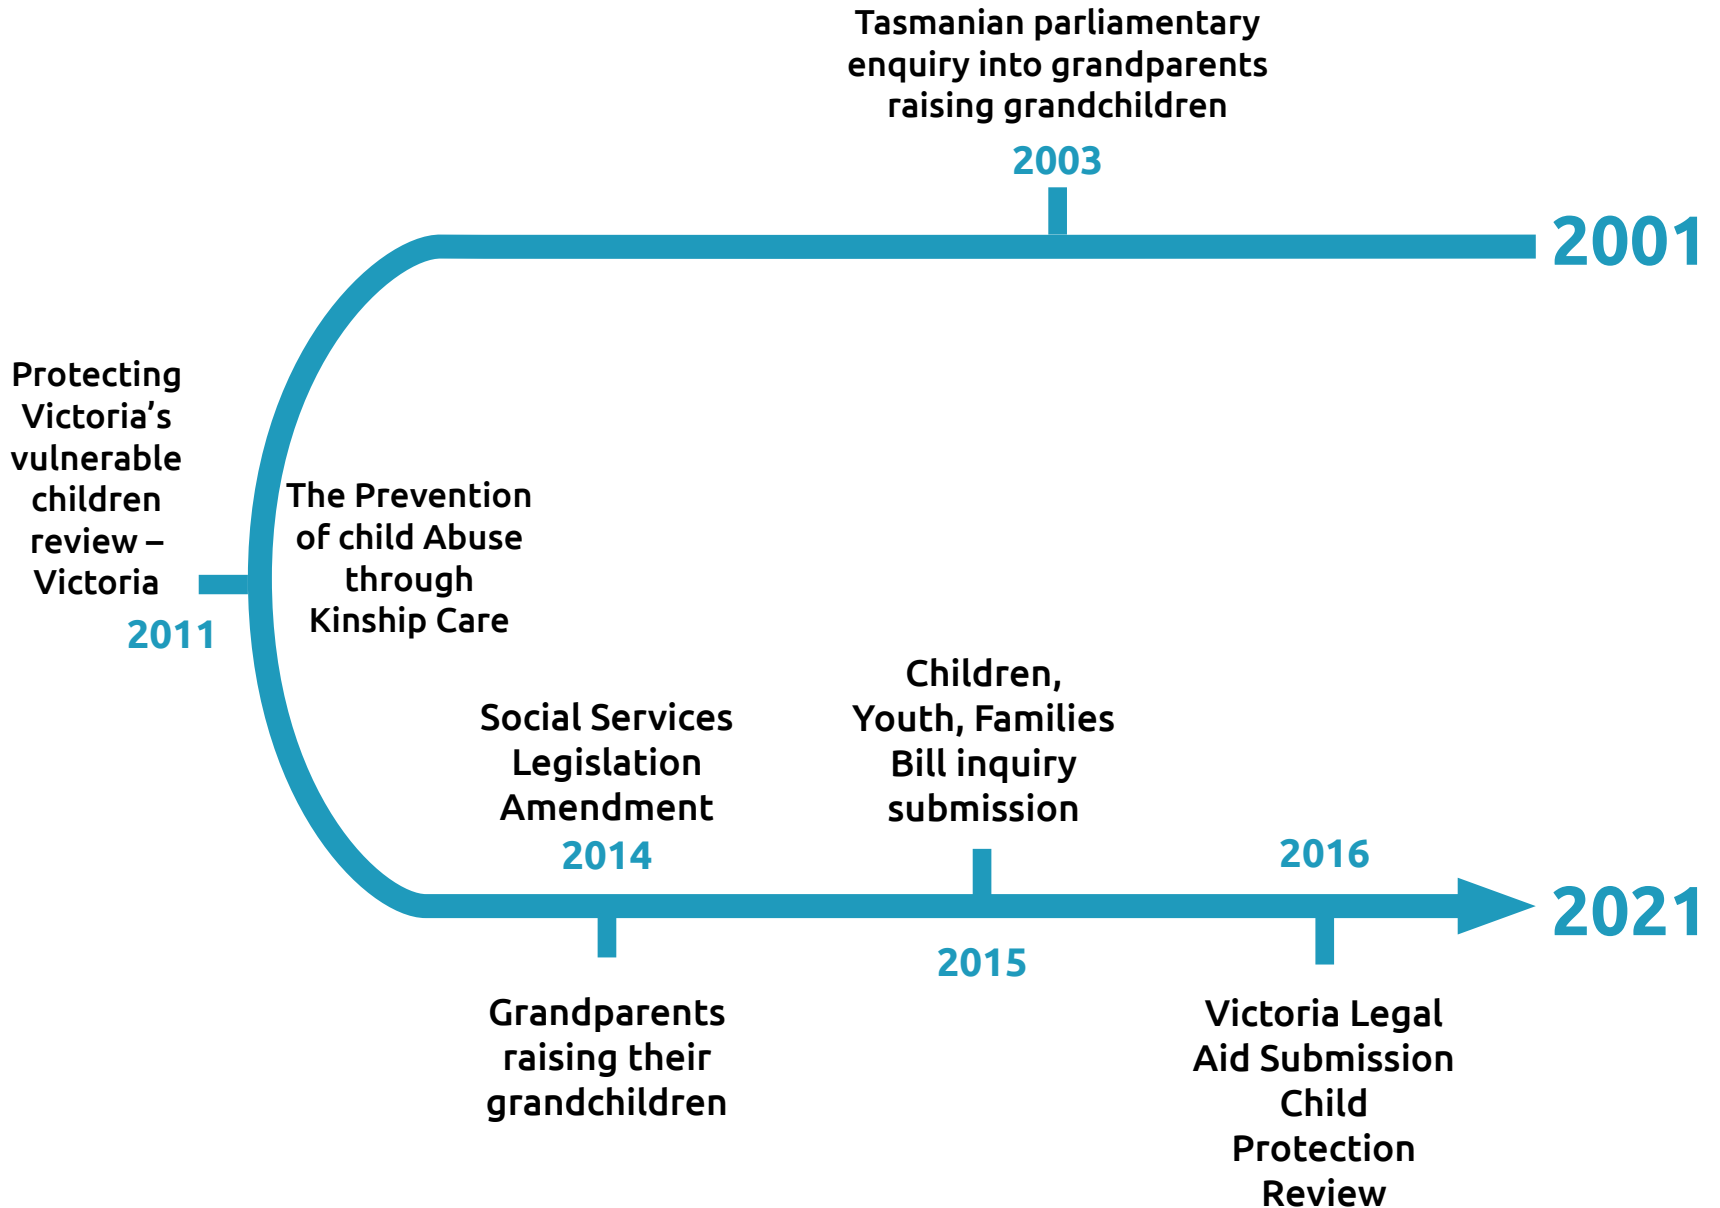 Tasmanian parliamentary
enquiry into grandparents
raising grandchildren
2003
2001
Protecting
Victoria’s
vulnerable
children
review –
Victoria
2011
The Prevention
of child Abuse
through
Kinship Care
Social Services
Legislation
Amendment
2014
Grandparents
raising their
grandchildren
Children,
Youth, Families
Bill inquiry
submission
2015
2016
Victoria Legal
Aid Submission
Child
Protection
Review
2021